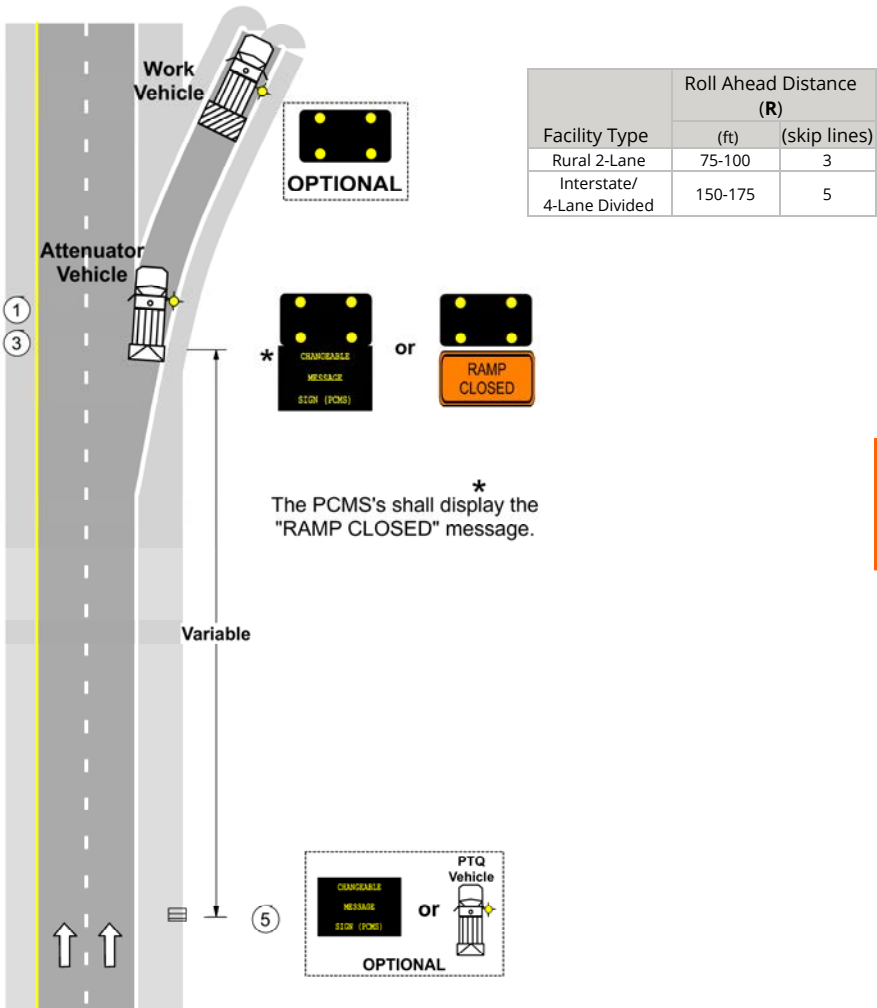 Work
Vehicle
OPTIONAL
Roll Ahead Distance
(R)
Facility Type
(ft)
(skip lines)
Rural 2-Lane
75-100
3
Interstate/
4-Lane Divided
150-175
5
Attenuator
Vehicle
1
3
*
CHANGEABLE
MESSAGE
SIGN (PCMS)
or
RAMP
CLOSED
*
The PCMS's shall display the
"RAMP CLOSED" message.
Variable
5
CHANGEABLE
MESSAGE
SIGN (PCMS)
or
PTQ
Vehicle
OPTIONAL